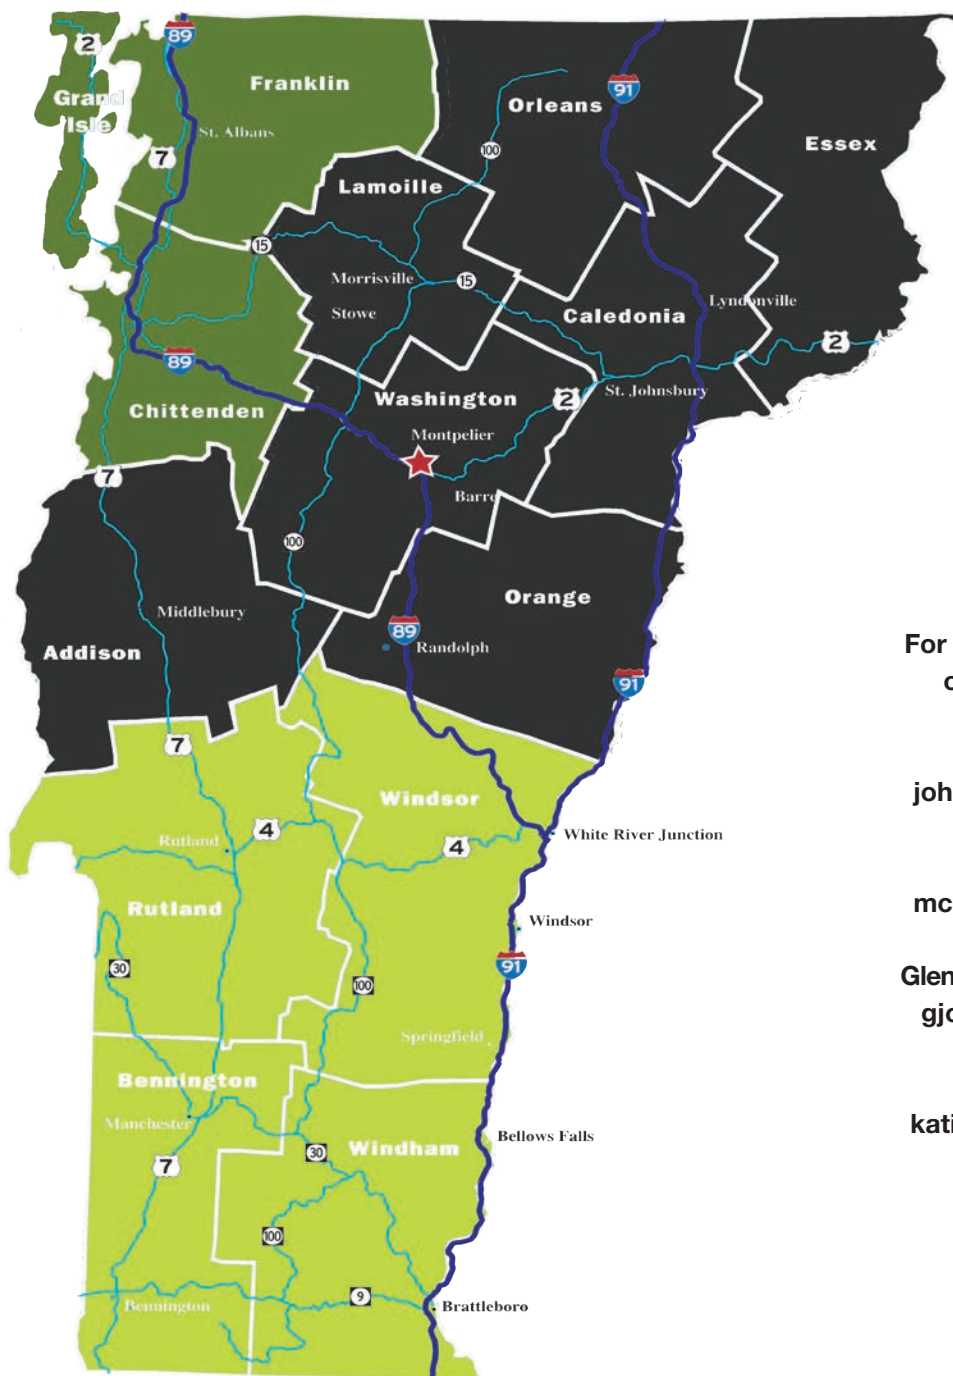 89
2
Franklin
Grand
Isle
91
Orleans
St. Albans
Essex
7
100
Lamoille
15
Morrisville
15
Lyndonville
Stowe
Caledonia
2
89
St. Johnsbury
Washington
2
Chittenden
Montpelier
7
Barre
100
Orange
Middlebury
89
Randolph
Addison
91
7
Windsor
4
White River Junction
Rutland
4
Rutland
Windsor
30
91
100
Springfield
Bennington
Manchester
Bellows Falls
Windham
30
7
100
9
Bennington
Brattleboro
For
joh
mc
Glen
gjo
kati